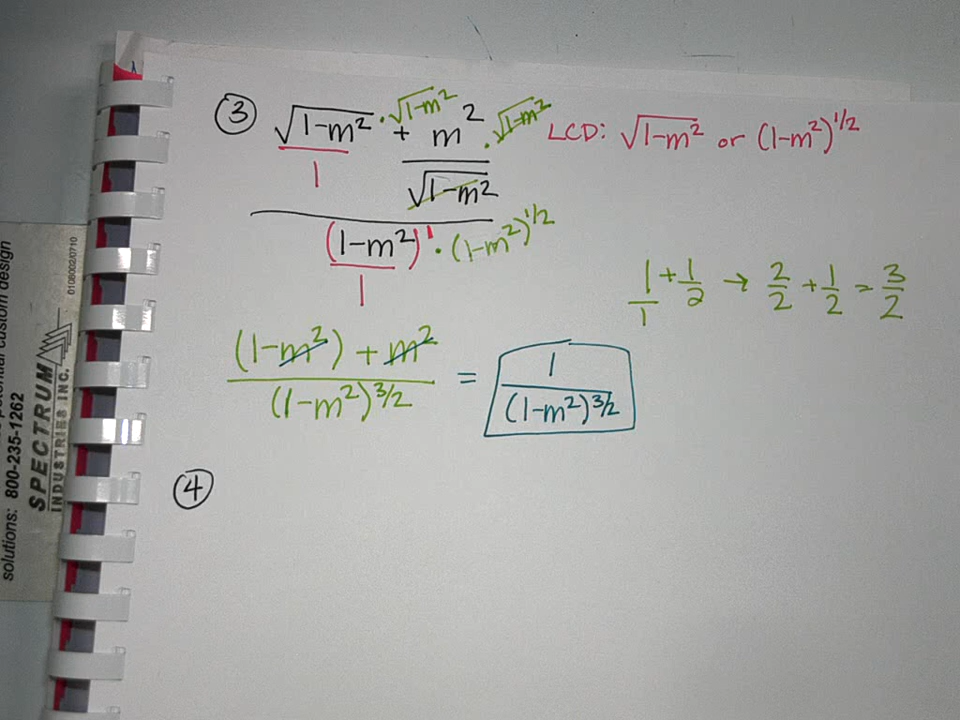 ③ √(1-m²) · √(1-m²) + m² · √(1-m²) LCD: √(1-m²) or (1-m²)^1/2
1 √(1-m²)
(1-m²)¹ · (1-m²)^1/2
1
1/1 + 1/2 → 2/2 + 1/2 = 3/2
(1-m²) + m² / (1-m²)^3/2 = 1 / (1-m²)^3/2
④
custom design
solutions: 800-235-1262
SPECTRUM
INDUSTRIES INC.
0106002/0710